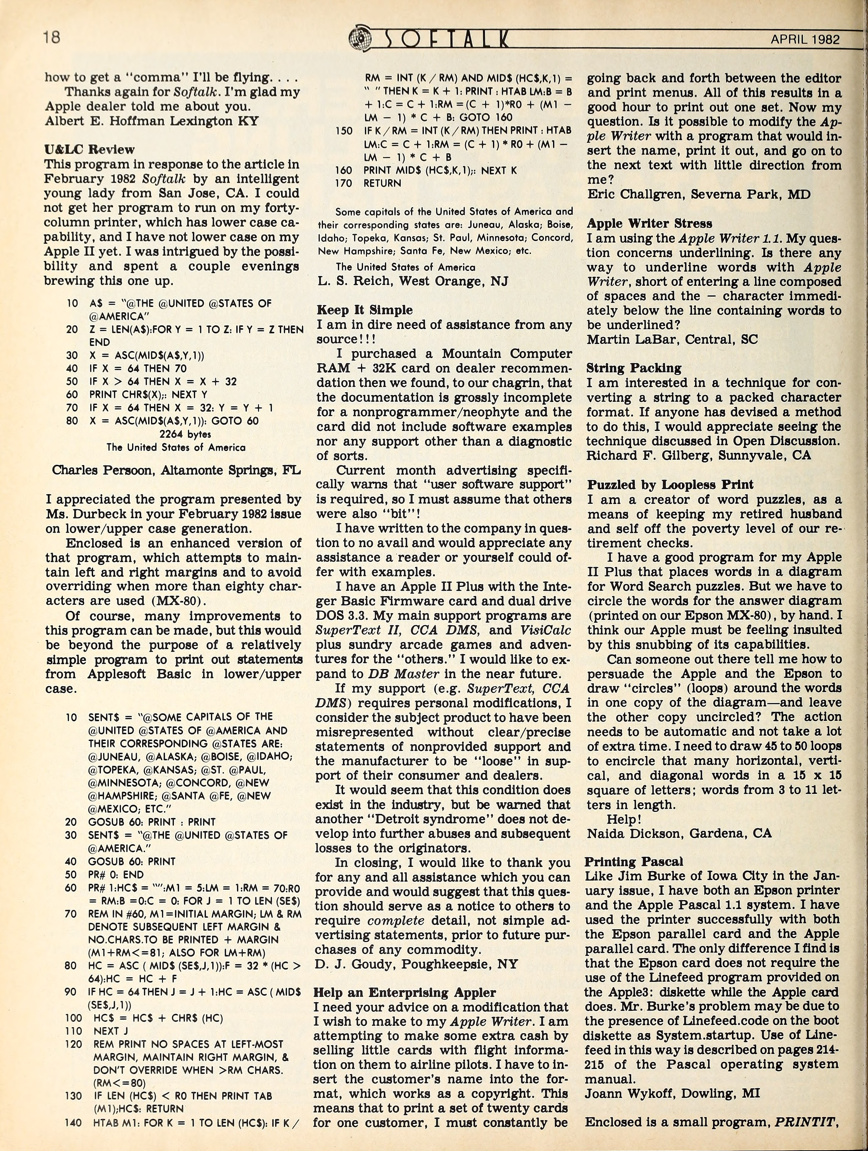 18
SOFTALK
APRIL 1982
how to get a "comma" I'll be flying. . . .
Thanks again for Softalk. I'm glad my
Apple dealer told me about you.
Albert E. Hoffman Lexington KY
U&LC Review
This program in response to the article in
February 1982 Softalk by an intelligent
young lady from San Jose, CA. I could
not get her program to run on my forty-
column printer, which has lower case ca-
pability, and I have not lower case on my
Apple II yet. I was intrigued by the possi-
bility and spent a couple evenings
brewing this one up.
10 A$ = "@THE @UNITED @STATES OF
@AMERICA"
20 Z = LEN(A$):FOR Y = 1 TO Z: IF Y = Z THEN
END
30 X = ASC(MID$(A$,Y,1))
40 IF X = 64 THEN 70
50 IF X > 64 THEN X = X + 32
60 PRINT CHR$(X);: NEXT Y
70 IF X = 64 THEN X = 32: Y = Y + 1
80 X = ASC(MID$(A$,Y,1)): GOTO 60
2264 bytes
The United States of America
Charles Persoon, Altamonte Springs, FL
I appreciated the program presented by
Ms. Durbeck in your February 1982 issue
on lower/upper case generation.
Enclosed is an enhanced version of
that program, which attempts to main-
tain left and right margins and to avoid
overriding when more than eighty char-
acters are used (MX-80).
Of course, many improvements to
this program can be made, but this would
be beyond the purpose of a relatively
simple program to print out statements
from Applesoft Basic in lower/upper
case.
10 SENT$ = "@SOME CAPITALS OF THE
@UNITED @STATES OF @AMERICA AND
THEIR CORRESPONDING @STATES ARE:
@JUNEAU, @ALASKA; @BOISE, @IDAHO;
@TOPEKA, @KANSAS; @ST. @PAUL,
@MINNESOTA; @CONCORD, @NEW
@HAMPSHIRE; @SANTA @FE, @NEW
@MEXICO; ETC."
20 GOSUB 60: PRINT : PRINT
30 SENT$ = "@THE @UNITED @STATES OF
@AMERICA."
40 GOSUB 60: PRINT
50 PR# 0: END
60 PR# 1:HC$ = "":M1 = 5:LM = 1:RM = 70:R0
= RM:B =0:C = 0: FOR J = 1 TO LEN (SE$)
70 REM IN #60, M1=INITIAL MARGIN; LM & RM
DENOTE SUBSEQUENT LEFT MARGIN &
NO.CHARS.TO BE PRINTED + MARGIN
(M1+RM<=81; ALSO FOR LM+RM)
80 HC = ASC ( MID$ (SE$,J,1)):F = 32 * (HC >
64):HC = HC + F
90 IF HC = 64 THEN J = J + 1:HC = ASC ( MID$
(SE$,J,1))
100 HC$ = HC$ + CHR$ (HC)
110 NEXT J
120 REM PRINT NO SPACES AT LEFT-MOST
MARGIN, MAINTAIN RIGHT MARGIN, &
DON'T OVERRIDE WHEN >RM CHARS.
(RM<=80)
130 IF LEN (HC$) < R0 THEN PRINT TAB
(M1);HC$: RETURN
140 HTAB M1: FOR K = 1 TO LEN (HC$): IF K /
RM = INT (K / RM) AND MID$ (HC$,K,1) =
" " THEN K = K + 1: PRINT : HTAB LM:B = B
+ 1:C = C + 1:RM = (C + 1)*R0 + (M1 -
LM - 1) * C + B: GOTO 160
150 IF K / RM = INT (K / RM) THEN PRINT : HTAB
LM:C = C + 1:RM = (C + 1) * R0 + (M1 -
LM - 1) * C + B
160 PRINT MID$ (HC$,K,1);: NEXT K
170 RETURN
Some capitals of the United States of America and
their corresponding states are: Juneau, Alaska; Boise,
Idaho; Topeka, Kansas; St. Paul, Minnesota; Concord,
New Hampshire; Santa Fe, New Mexico; etc.
The United States of America
L. S. Reich, West Orange, NJ
Keep It Simple
I am in dire need of assistance from any
source!!!
I purchased a Mountain Computer
RAM + 32K card on dealer recommen-
dation then we found, to our chagrin, that
the documentation is grossly incomplete
for a nonprogrammer/neophyte and the
card did not include software examples
nor any support other than a diagnostic
of sorts.
Current month advertising specifi-
cally warns that "user software support"
is required, so I must assume that others
were also "bit"!
I have written to the company in ques-
tion to no avail and would appreciate any
assistance a reader or yourself could of-
fer with examples.
I have an Apple II Plus with the Inte-
ger Basic Firmware card and dual drive
DOS 3.3. My main support programs are
SuperText II, CCA DMS, and VisiCalc
plus sundry arcade games and adven-
tures for the "others." I would like to ex-
pand to DB Master in the near future.
If my support (e.g. SuperText, CCA
DMS) requires personal modifications, I
consider the subject product to have been
misrepresented without clear/precise
statements of nonprovided support and
the manufacturer to be "loose" in sup-
port of their consumer and dealers.
It would seem that this condition does
exist in the industry, but be warned that
another "Detroit syndrome" does not de-
velop into further abuses and subsequent
losses to the originators.
In closing, I would like to thank you
for any and all assistance which you can
provide and would suggest that this ques-
tion should serve as a notice to others to
require complete detail, not simple ad-
vertising statements, prior to future pur-
chases of any commodity.
D. J. Goudy, Poughkeepsie, NY
Help an Enterprising Appler
I need your advice on a modification that
I wish to make to my Apple Writer. I am
attempting to make some extra cash by
selling little cards with flight informa-
tion on them to airline pilots. I have to in-
sert the customer's name into the for-
mat, which works as a copyright. This
means that to print a set of twenty cards
for one customer, I must constantly be
going back and forth between the editor
and print menus. All of this results in a
good hour to print out one set. Now my
question. Is it possible to modify the Ap-
ple Writer with a program that would in-
sert the name, print it out, and go on to
the next text with little direction from
me?
Eric Challgren, Severna Park, MD
Apple Writer Stress
I am using the Apple Writer 1.1. My ques-
tion concerns underlining. Is there any
way to underline words with Apple
Writer, short of entering a line composed
of spaces and the – character immedi-
ately below the line containing words to
be underlined?
Martin LaBar, Central, SC
String Packing
I am interested in a technique for con-
verting a string to a packed character
format. If anyone has devised a method
to do this, I would appreciate seeing the
technique discussed in Open Discussion.
Richard F. Gilberg, Sunnyvale, CA
Puzzled by Loopless Print
I am a creator of word puzzles, as a
means of keeping my retired husband
and self off the poverty level of our re-
tirement checks.
I have a good program for my Apple
II Plus that places words in a diagram
for Word Search puzzles. But we have to
circle the words for the answer diagram
(printed on our Epson MX-80), by hand. I
think our Apple must be feeling insulted
by this snubbing of its capabilities.
Can someone out there tell me how to
persuade the Apple and the Epson to
draw "circles" (loops) around the words
in one copy of the diagram—and leave
the other copy uncircled? The action
needs to be automatic and not take a lot
of extra time. I need to draw 45 to 50 loops
to encircle that many horizontal, verti-
cal, and diagonal words in a 15 x 15
square of letters; words from 3 to 11 let-
ters in length.
Help!
Naida Dickson, Gardena, CA
Printing Pascal
Like Jim Burke of Iowa City in the Jan-
uary issue, I have both an Epson printer
and the Apple Pascal 1.1 system. I have
used the printer successfully with both
the Epson parallel card and the Apple
parallel card. The only difference I find is
that the Epson card does not require the
use of the Linefeed program provided on
the Apple3: diskette while the Apple card
does. Mr. Burke's problem may be due to
the presence of Linefeed.code on the boot
diskette as System.startup. Use of Line-
feed in this way is described on pages 214-
215 of the Pascal operating system
manual.
Joann Wykoff, Dowling, MI
Enclosed is a small program, PRINTIT,